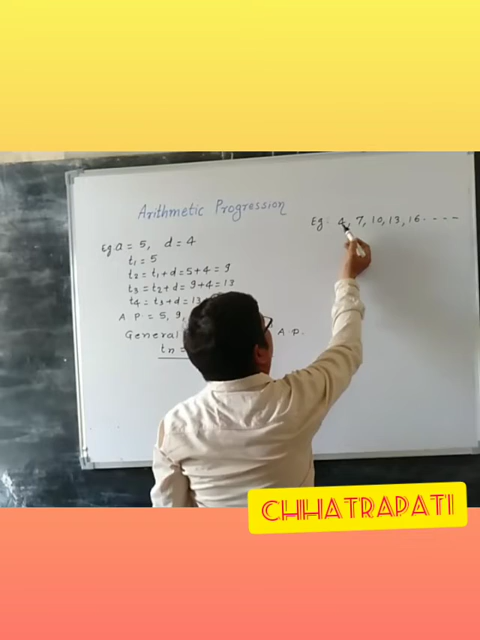 Arithmetic Progression
Eg a = 5, d = 4
t₁ = 5
t₂ = t₁+d = 5+4 = 9
t₃ = t₂+d = 9+4 = 13
t₄ = t₃+d = 13
A P = 5, 9,
General A.P.
tn =
Eg: 4, 7, 10, 13, 16 - - - -
CHHATRAPATI